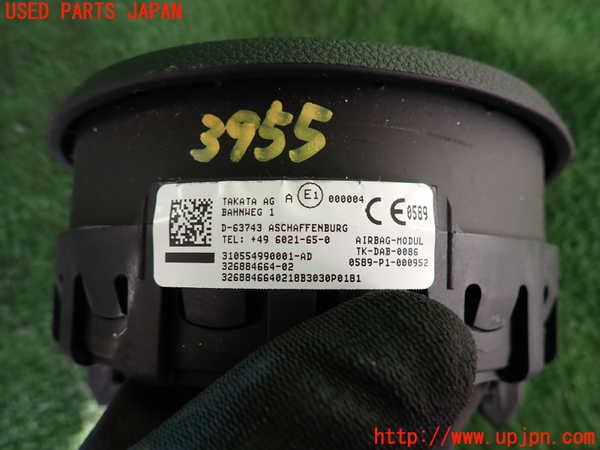 USED PARTS JAPAN
3955
TAKATA AG A E1 000004
BAHNWEG 1
CE 0589
D-63743 ASCHAFFENBURG
TEL: +49 6021-65-0
AIRBAG-MODUL
310554990001-AD
TK-DAB-0086
326884664-02
0589-P1-000952
3268846640218B3030P01B1
http://www.upjpn.com/